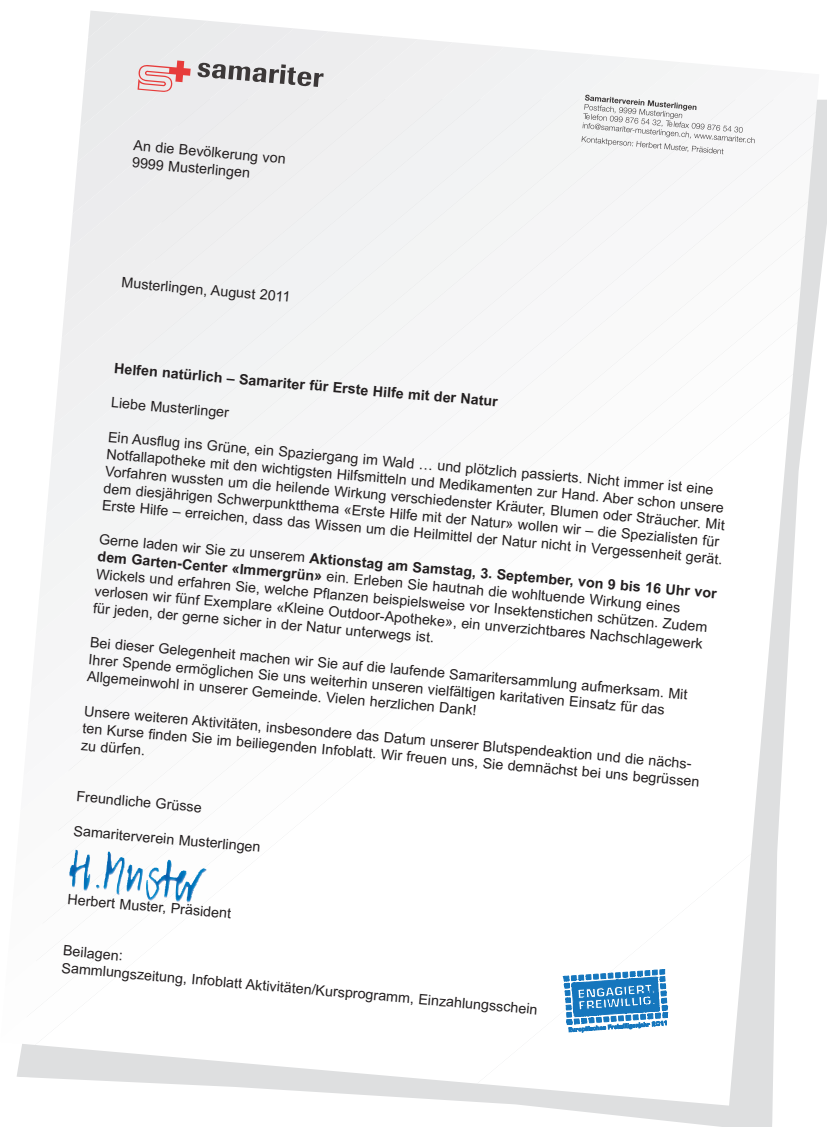 samariter
Samariterverein Musterlingen
Postfach, 9999 Musterlingen
Telefon 099 876 54 32, Telefax 099 876 54 30
info@samariter-musterlingen.ch, www.samariter.ch
Kontaktperson: Herbert Muster, Präsident
An die Bevölkerung von
9999 Musterlingen
Musterlingen, August 2011
Helfen natürlich – Samariter für Erste Hilfe mit der Natur
Liebe Musterlinger
Ein Ausflug ins Grüne, ein Spaziergang im Wald … und plötzlich passierts. Nicht immer ist eine
Notfallapotheke mit den wichtigsten Hilfsmitteln und Medikamenten zur Hand. Aber schon unsere
Vorfahren wussten um die heilende Wirkung verschiedenster Kräuter, Blumen oder Sträucher. Mit
dem diesjährigen Schwerpunktthema «Erste Hilfe mit der Natur» wollen wir – die Spezialisten für
Erste Hilfe – erreichen, dass das Wissen um die Heilmittel der Natur nicht in Vergessenheit gerät.
Gerne laden wir Sie zu unserem Aktionstag am Samstag, 3. September, von 9 bis 16 Uhr vor
dem Garten-Center «Immergrün» ein. Erleben Sie hautnah die wohltuende Wirkung eines
Wickels und erfahren Sie, welche Pflanzen beispielsweise vor Insektenstichen schützen. Zudem
verlosen wir fünf Exemplare «Kleine Outdoor-Apotheke», ein unverzichtbares Nachschlagewerk
für jeden, der gerne sicher in der Natur unterwegs ist.
Bei dieser Gelegenheit machen wir Sie auf die laufende Samaritersammlung aufmerksam. Mit
Ihrer Spende ermöglichen Sie uns weiterhin unseren vielfältigen karitativen Einsatz für das
Allgemeinwohl in unserer Gemeinde. Vielen herzlichen Dank!
Unsere weiteren Aktivitäten, insbesondere das Datum unserer Blutspendeaktion und die nächs-
ten Kurse finden Sie im beiliegenden Infoblatt. Wir freuen uns, Sie demnächst bei uns begrüssen
zu dürfen.
Freundliche Grüsse
Samariterverein Musterlingen
H. Muster
Herbert Muster, Präsident
Beilagen:
Sammlungszeitung, Infoblatt Aktivitäten/Kursprogramm, Einzahlungsschein
ENGAGIERT.
FREIWILLIG.
Europäisches Freiwilligenjahr 2011